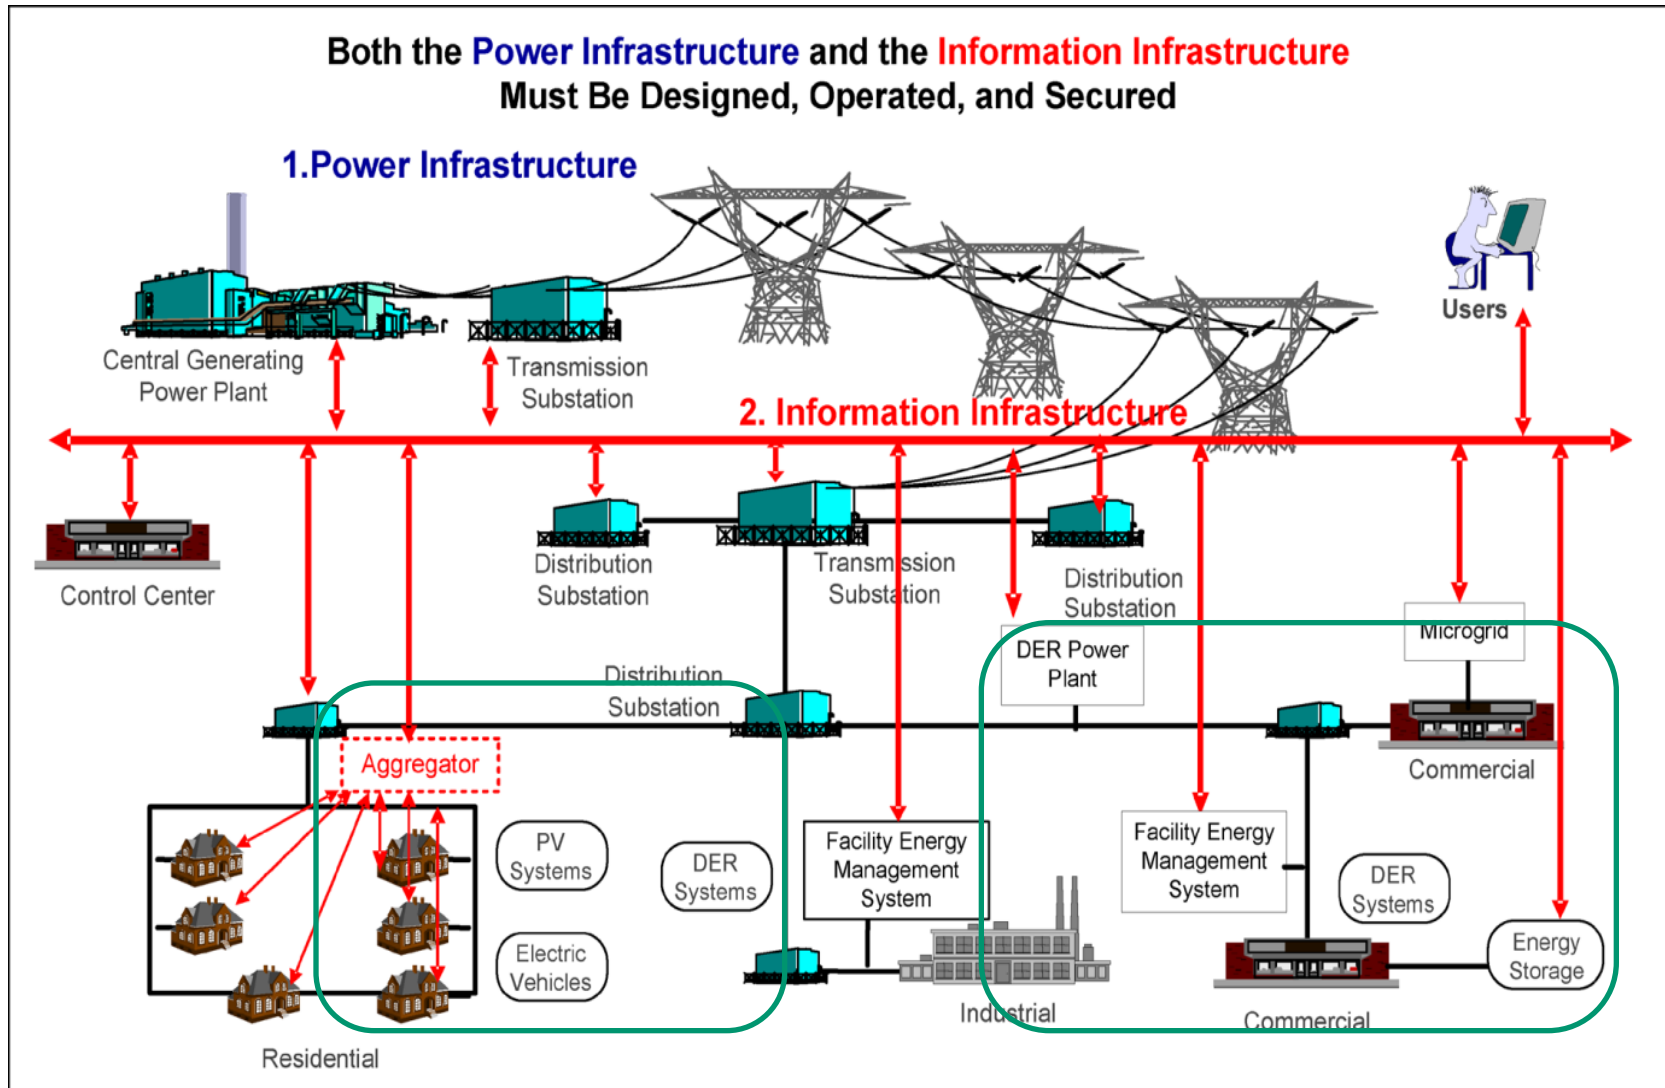 Both the Power Infrastructure and the Information Infrastructure
Must Be Designed, Operated, and Secured
1.Power Infrastructure
Users
Central Generating
Power Plant
Transmission
Substation
2. Information Infrastructure
Control Center
Distribution
Substation
Transmission
Substation
Distribution
Substation
Microgrid
DER Power
Plant
Distribution
Substation
Aggregator
Commercial
PV
Systems
DER
Systems
Facility Energy
Management
System
Facility Energy
Management
System
DER
Systems
Electric
Vehicles
Energy
Storage
Industrial
Commercial
Residential